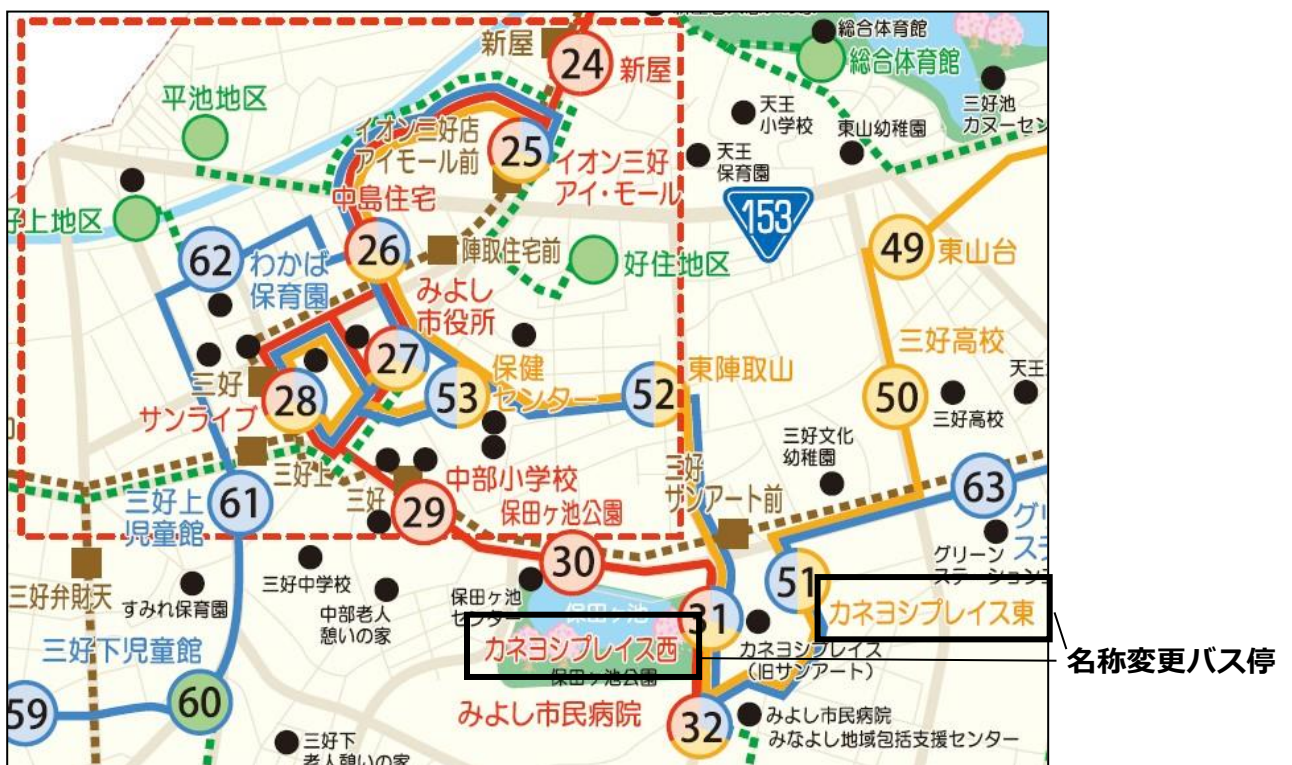 新屋
24
新屋
総合体育館
総合体育館
平池地区
天王
小学校
東山幼稚園
三好池
カヌーセン
イオン三好店
アイモール前
25
イオン三好
アイ・モール
天王
保育園
中島住宅
153
好上地区
62
わかば
保育園
26
陣取住宅前
好住地区
49
東山台
みよし
市役所
27
三好
サンライブ
28
53
保健
センター
52
東陣取山
三好高校
50
三好高校
天王
三好上
三好
中部小学校
29
保田ヶ池公園
三好
サンアート前
三好文化
幼稚園
63
61
三好上
児童館
30
グリ
ス
グリーン
ステーション
三好弁財天
すみれ保育園
三好中学校
中部老人
憩いの家
保田ヶ池
センター
保田ヶ池
31
51
カネヨシプレイス東
カネヨシプレイス西
保田ヶ池公園
カネヨシプレイス
(旧サンアート)
名称変更バス停
三好下児童館
59
60
みよし市民病院
32
みよし市民病院
みなよし地域包括支援センター
三好下
老人憩いの家